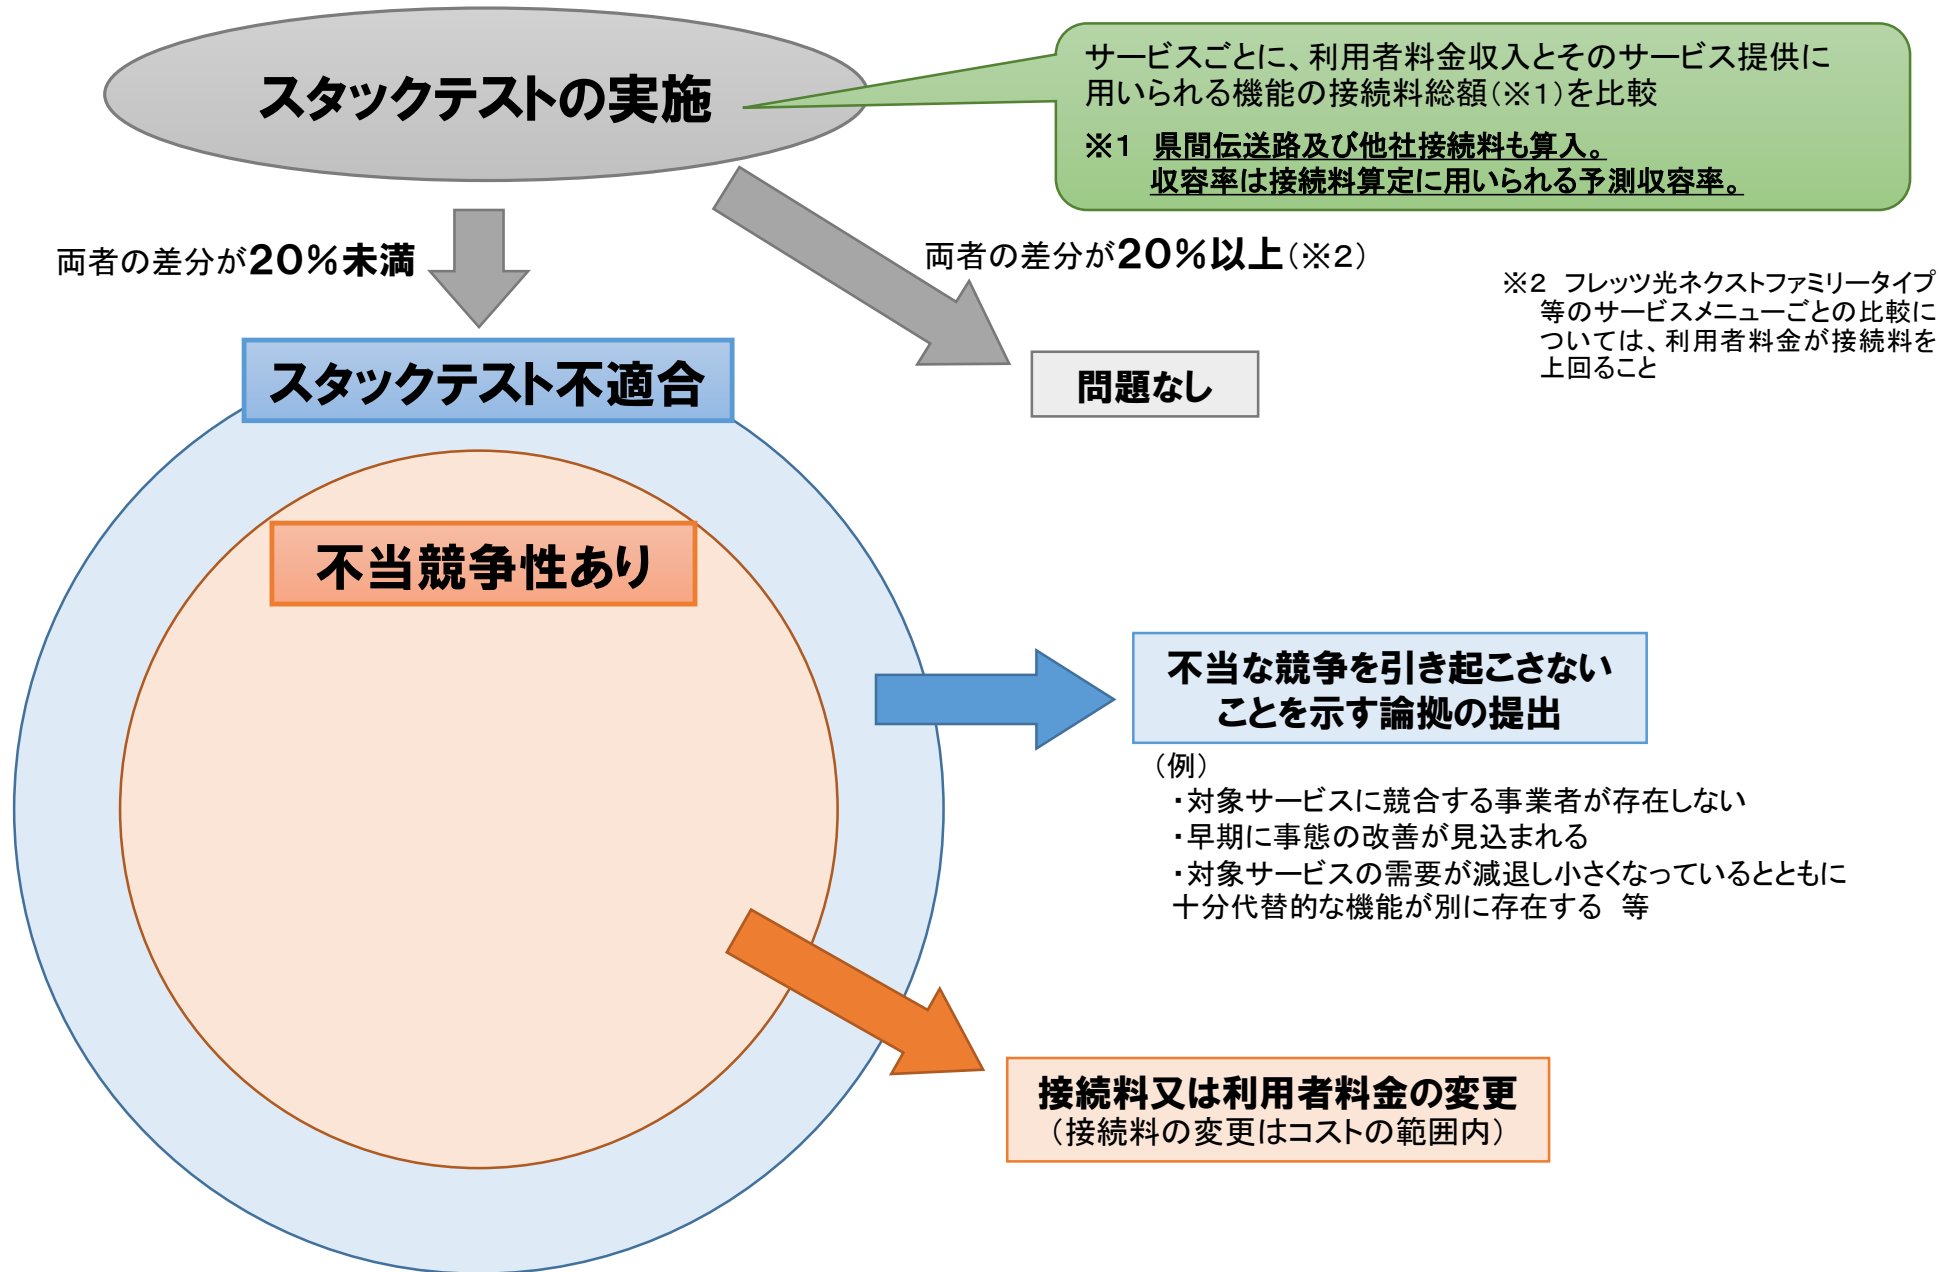 スタックテストの実施
サービスごとに、利用者料金収入とそのサービス提供に
用いられる機能の接続料総額（※１）を比較
※１　県間伝送路及び他社接続料も算入。
収容率は接続料算定に用いられる予測収容率。
両者の差分が２０％未満
両者の差分が２０％以上（※２）
※２　フレッツ光ネクストファミリータイプ
等のサービスメニューごとの比較に
ついては、利用者料金が接続料を
上回ること
スタックテスト不適合
問題なし
不当競争性あり
不当な競争を引き起こさない
ことを示す論拠の提出
（例）
・対象サービスに競合する事業者が存在しない
・早期に事態の改善が見込まれる
・対象サービスの需要が減退し小さくなっているとともに
十分代替的な機能が別に存在する　等
接続料又は利用者料金の変更
（接続料の変更はコストの範囲内）